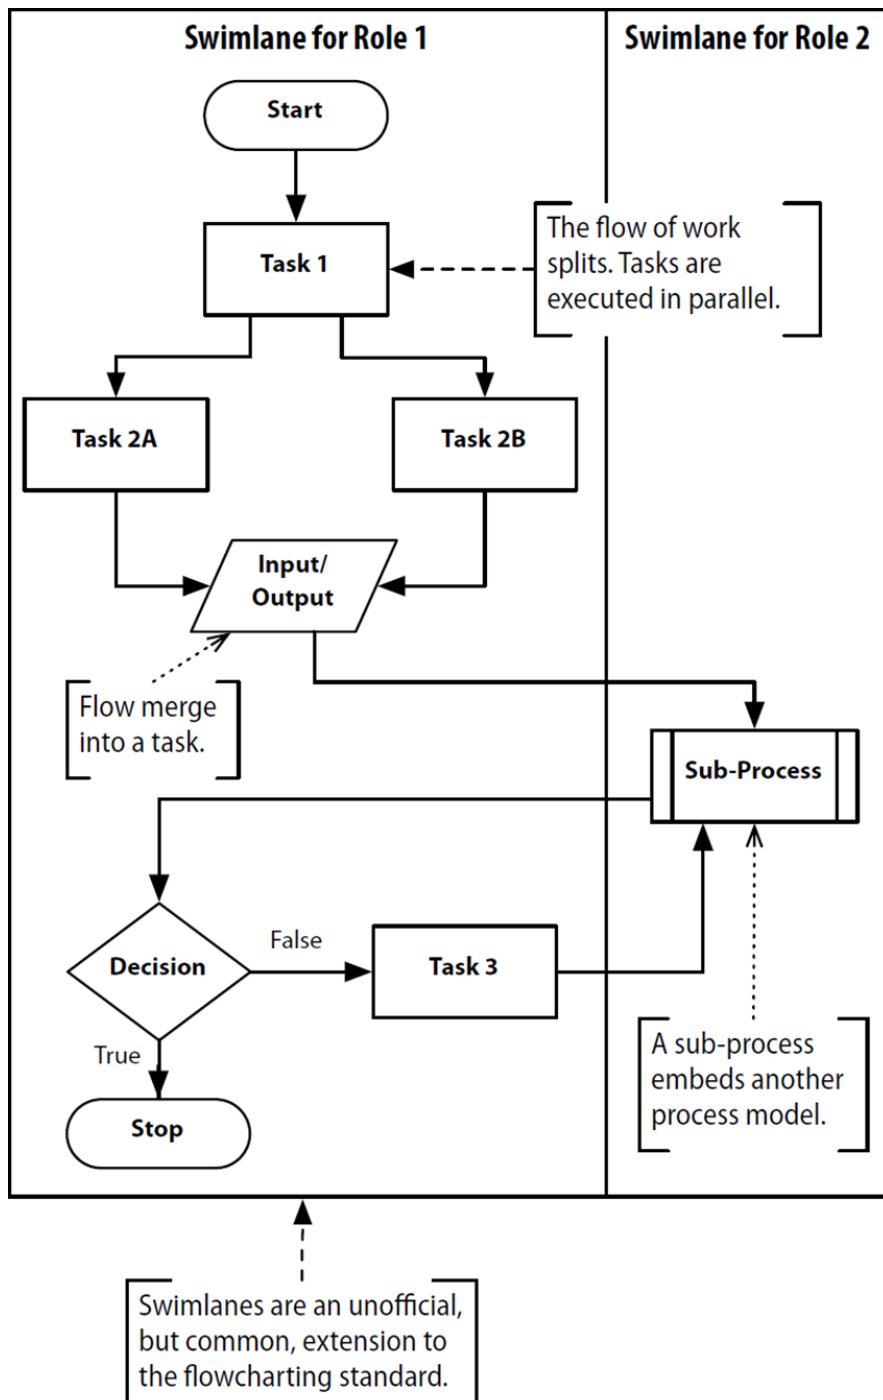 Swimlane for Role 1
Swimlane for Role 2
Start
Task 1
The flow of work
splits. Tasks are
executed in parallel.
Task 2A
Task 2B
Input/
Output
Flow merge
into a task.
Sub-Process
Decision
False
Task 3
True
Stop
A sub-process
embeds another
process model.
Swimlanes are an unofficial,
but common, extension to
the flowcharting standard.